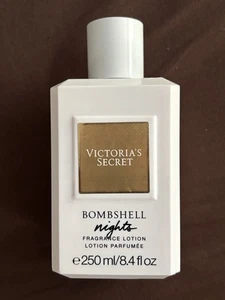 VICTORIA'S
SECRET
BOMBSHELL
nights
FRAGRANCE LOTION
LOTION PARFUMÉE
℮250 ml/8.4 fl oz